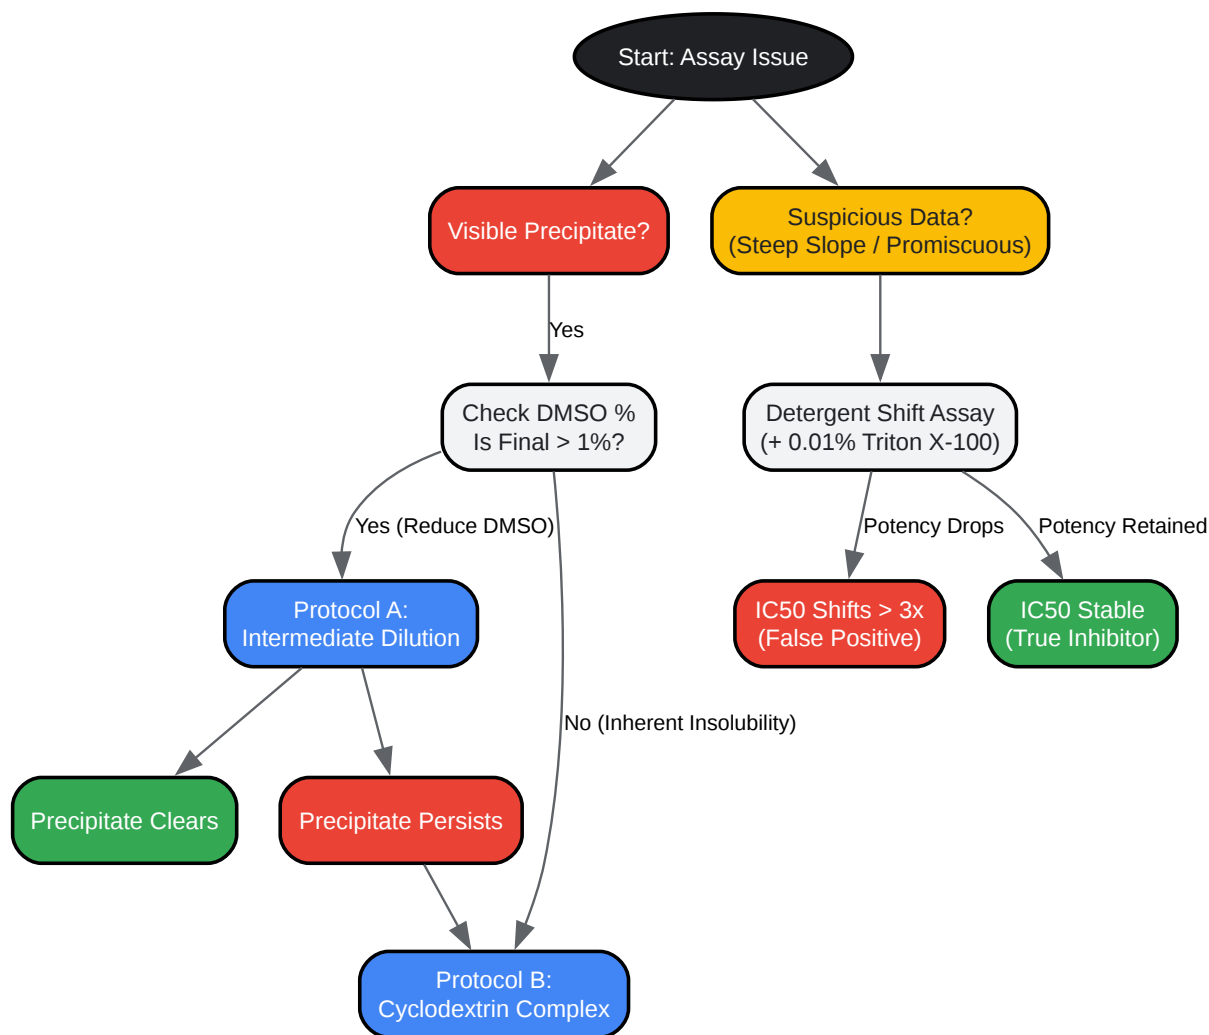 Start: Assay Issue
Visible Precipitate?
Suspicious Data?
(Steep Slope / Promiscuous)
Yes
Check DMSO %
Is Final > 1%?
Detergent Shift Assay
(+ 0.01% Triton X-100)
Yes (Reduce DMSO)
Potency Drops
Potency Retained
Protocol A:
Intermediate Dilution
IC50 Shifts > 3x
(False Positive)
IC50 Stable
(True Inhibitor)
No (Inherent Insolubility)
Precipitate Clears
Precipitate Persists
Protocol B:
Cyclodextrin Complex